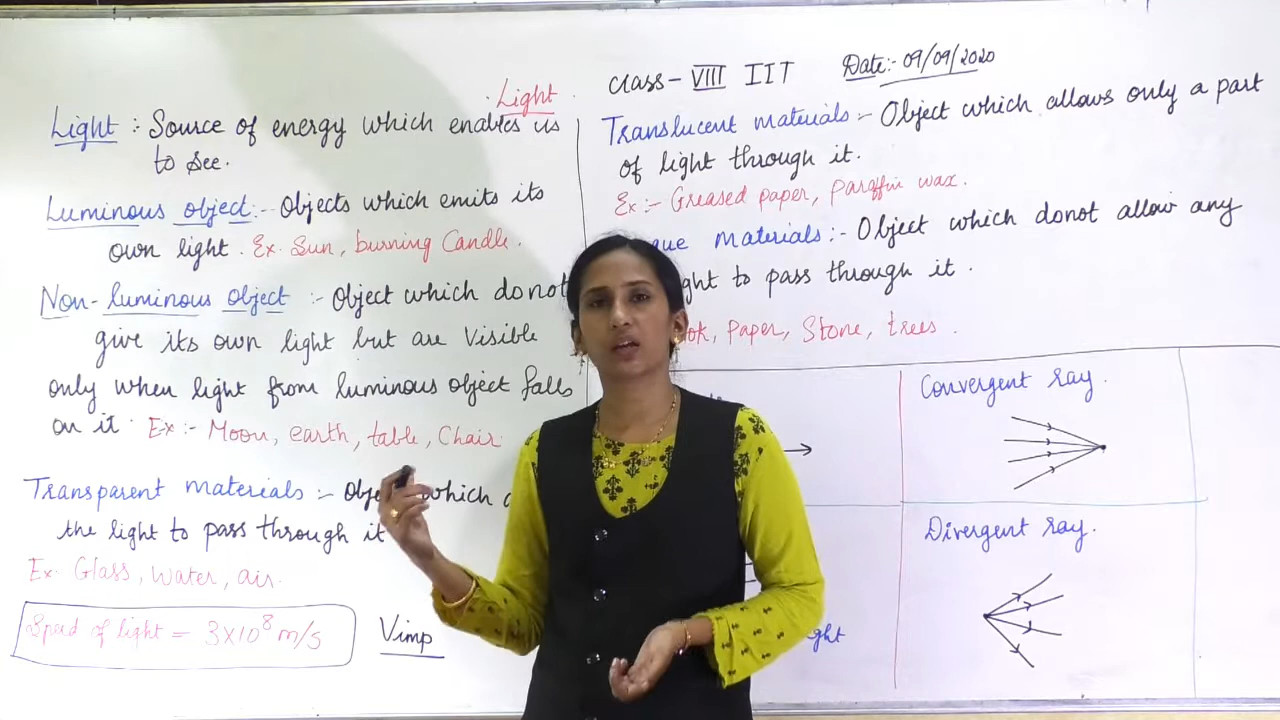 Light
Light :- Source of energy which enables us
to see.
Luminous object:- Objects which emits its
own light. Ex. Sun, burning Candle.
Non-luminous object :- Object which donot
give its own light but are visible
only when light from luminous object falls
on it. Ex :- Moon, earth, table, Chair.
Transparent materials :- which
the light to pass through it
Ex. Glass, water, air.
Speed of light = 3x10⁸ m/s
Vimp
Class- VIII IIT Date:- 09/09/2020
Translucent materials :- Object which allows only a part
of light through it.
Ex :- Greased paper, paraffin wax.
materials :- Object which donot allow any
to pass through it.
paper, Stone, trees.
Convergent ray.
Divergent ray.